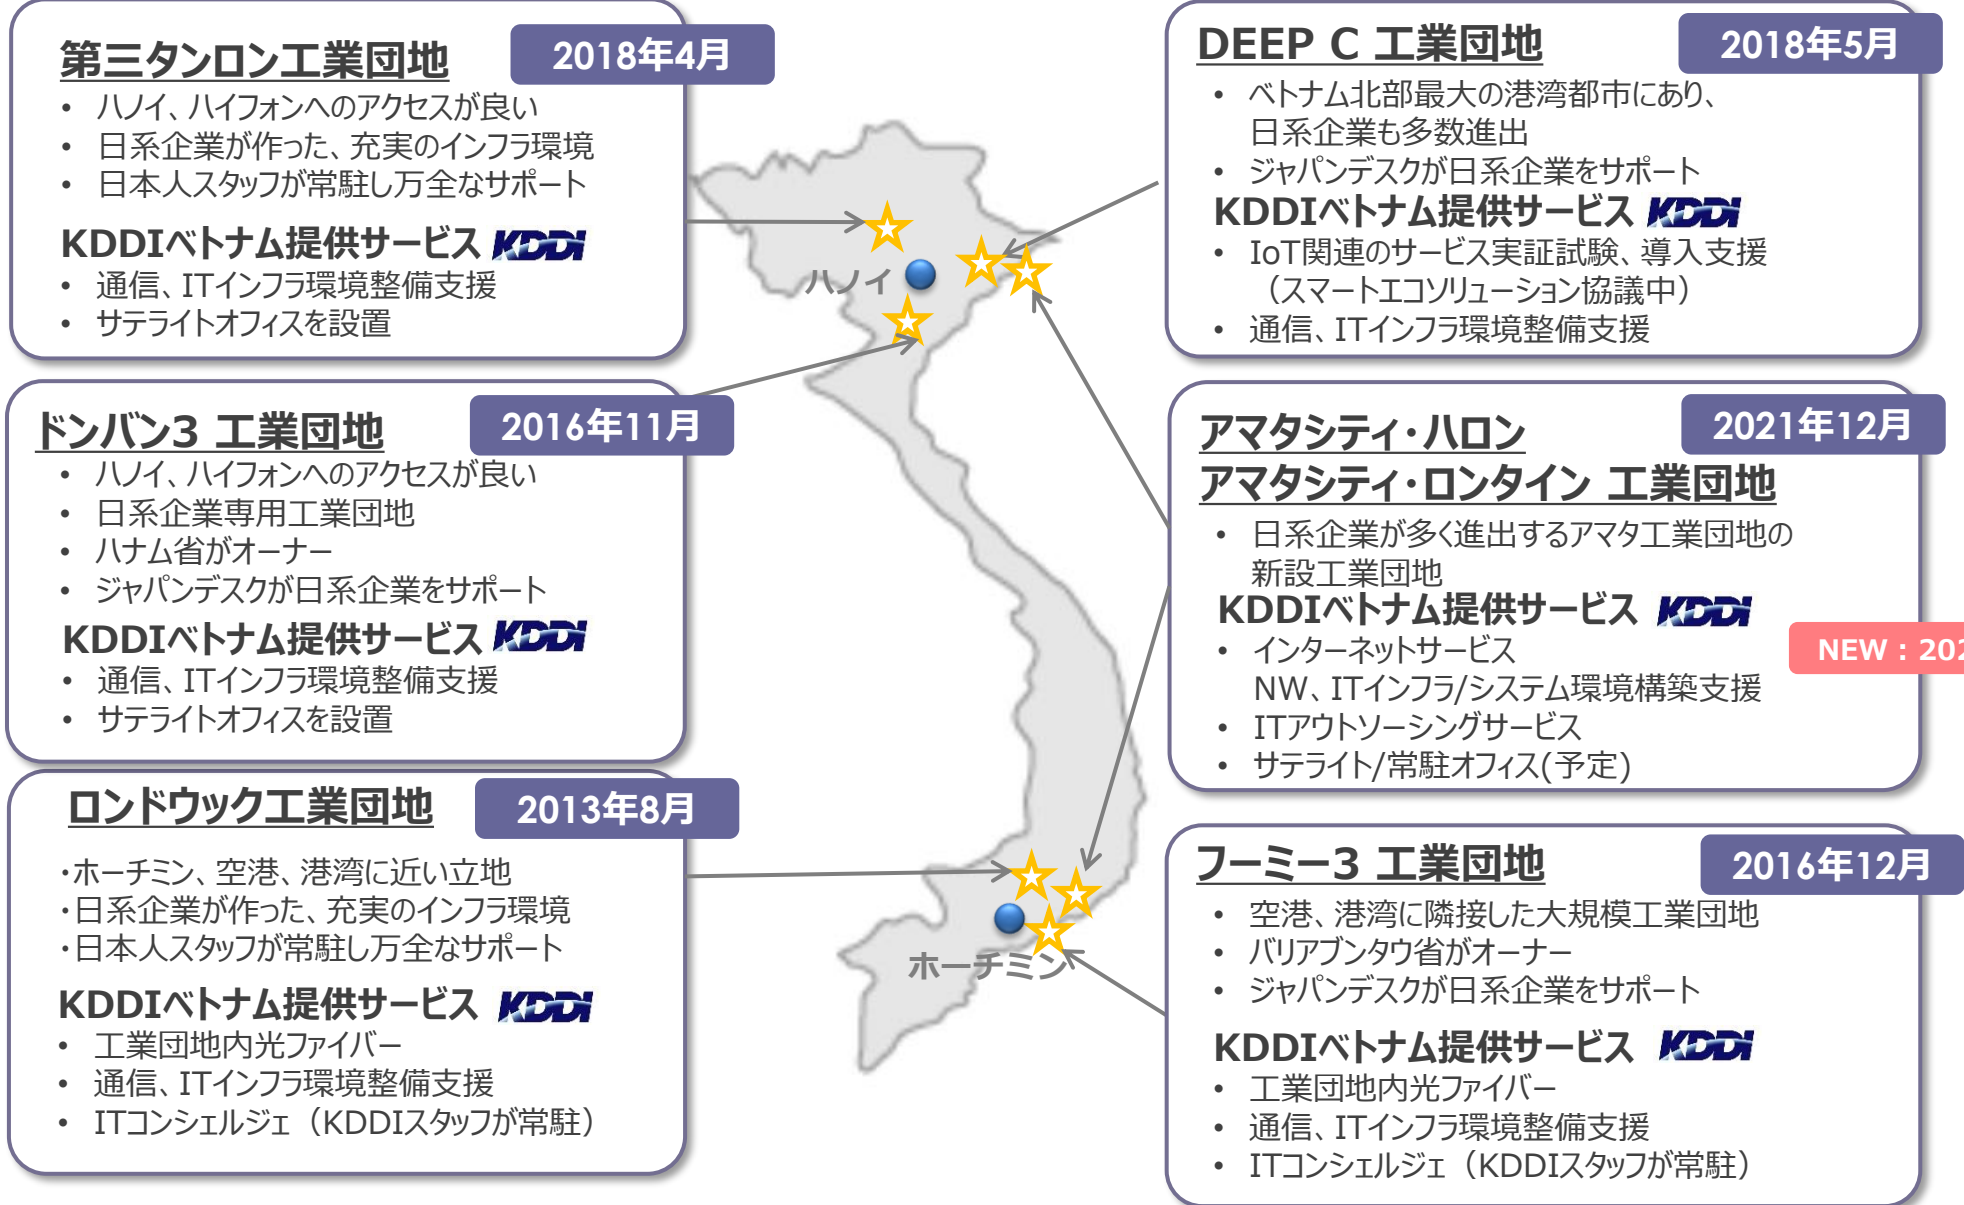 第三タンロン工業団地
2018年4月
• ハノイ、ハイフォンへのアクセスが良い
• 日系企業が作った、充実のインフラ環境
• 日本人スタッフが常駐し万全なサポート
KDDIベトナム提供サービス KDDI
• 通信、ITインフラ環境整備支援
• サテライトオフィスを設置
ドンバン3 工業団地
2016年11月
• ハノイ、ハイフォンへのアクセスが良い
• 日系企業専用工業団地
• ハナム省がオーナー
• ジャパンデスクが日系企業をサポート
KDDIベトナム提供サービス KDDI
• 通信、ITインフラ環境整備支援
• サテライトオフィスを設置
ロンドウック工業団地
2013年8月
・ホーチミン、空港、港湾に近い立地
・日系企業が作った、充実のインフラ環境
・日本人スタッフが常駐し万全なサポート
KDDIベトナム提供サービス KDDI
• 工業団地内光ファイバー
• 通信、ITインフラ環境整備支援
• ITコンシェルジェ（KDDIスタッフが常駐）
ハノイ
ホーチミン
DEEP C 工業団地
2018年5月
• ベトナム北部最大の港湾都市にあり、
日系企業も多数進出
• ジャパンデスクが日系企業をサポート
KDDIベトナム提供サービス KDDI
• IoT関連のサービス実証試験、導入支援
（スマートエコソリューション協議中）
• 通信、ITインフラ環境整備支援
アマタシティ・ハロン
2021年12月
アマタシティ・ロンタイン 工業団地
• 日系企業が多く進出するアマタ工業団地の
新設工業団地
KDDIベトナム提供サービス KDDI
NEW：202
• インターネットサービス
NW、ITインフラ/システム環境構築支援
• ITアウトソーシングサービス
• サテライト/常駐オフィス(予定)
フーミー3 工業団地
2016年12月
• 空港、港湾に隣接した大規模工業団地
• バリアブンタウ省がオーナー
• ジャパンデスクが日系企業をサポート
KDDIベトナム提供サービス KDDI
• 工業団地内光ファイバー
• 通信、ITインフラ環境整備支援
• ITコンシェルジェ（KDDIスタッフが常駐）